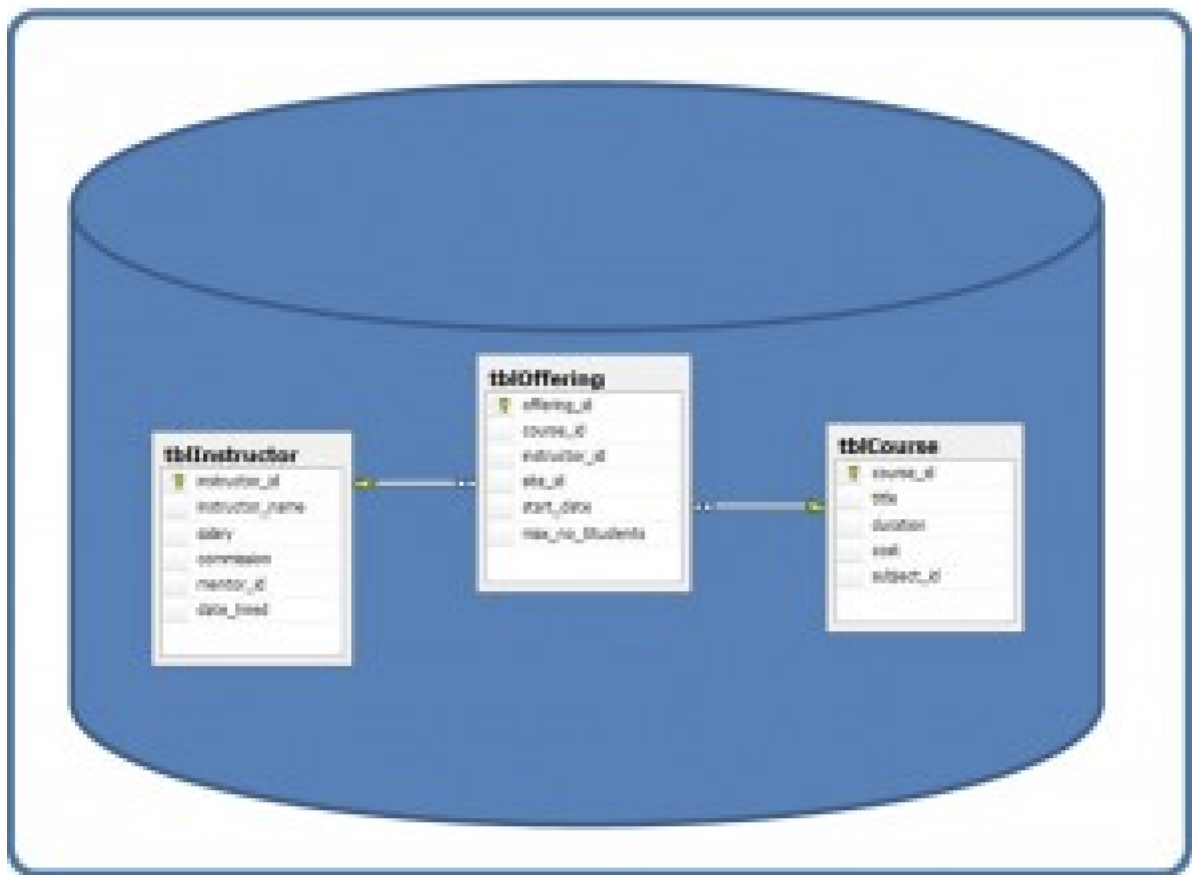 tblInstructor
instructor_id
instructor_name
salary
commission
mentor_id
date_hired
tblOffering
offering_id
course_id
instructor_id
site_id
start_date
max_no_Students
tblCourse
course_id
title
duration
cost
subject_id